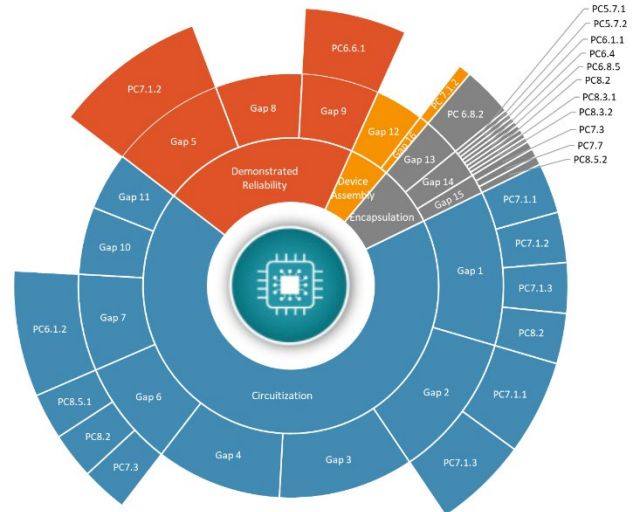 PC5.7.1
PC5.7.2
PC6.1.1
PC6.4
PC6.8.5
PC8.2
PC8.3.1
PC8.3.2
PC7.3
PC7.7
PC8.5.2
PC6.6.1
PC7.1.2
Gap 5
Gap 8
Gap 9
Demonstrated
Reliability
Gap 12
PC 7.1.2
Gap 16
Device
Assembly
PC 6.8.2
Gap 13
Gap 14
Gap 15
Encapsulation
PC7.1.1
PC7.1.2
PC7.1.3
PC8.2
Gap 1
PC7.1.1
PC7.1.3
Gap 2
Gap 3
Gap 4
Circuitization
Gap 6
PC7.3
PC8.2
PC8.5.1
Gap 7
PC6.1.2
Gap 10
Gap 11